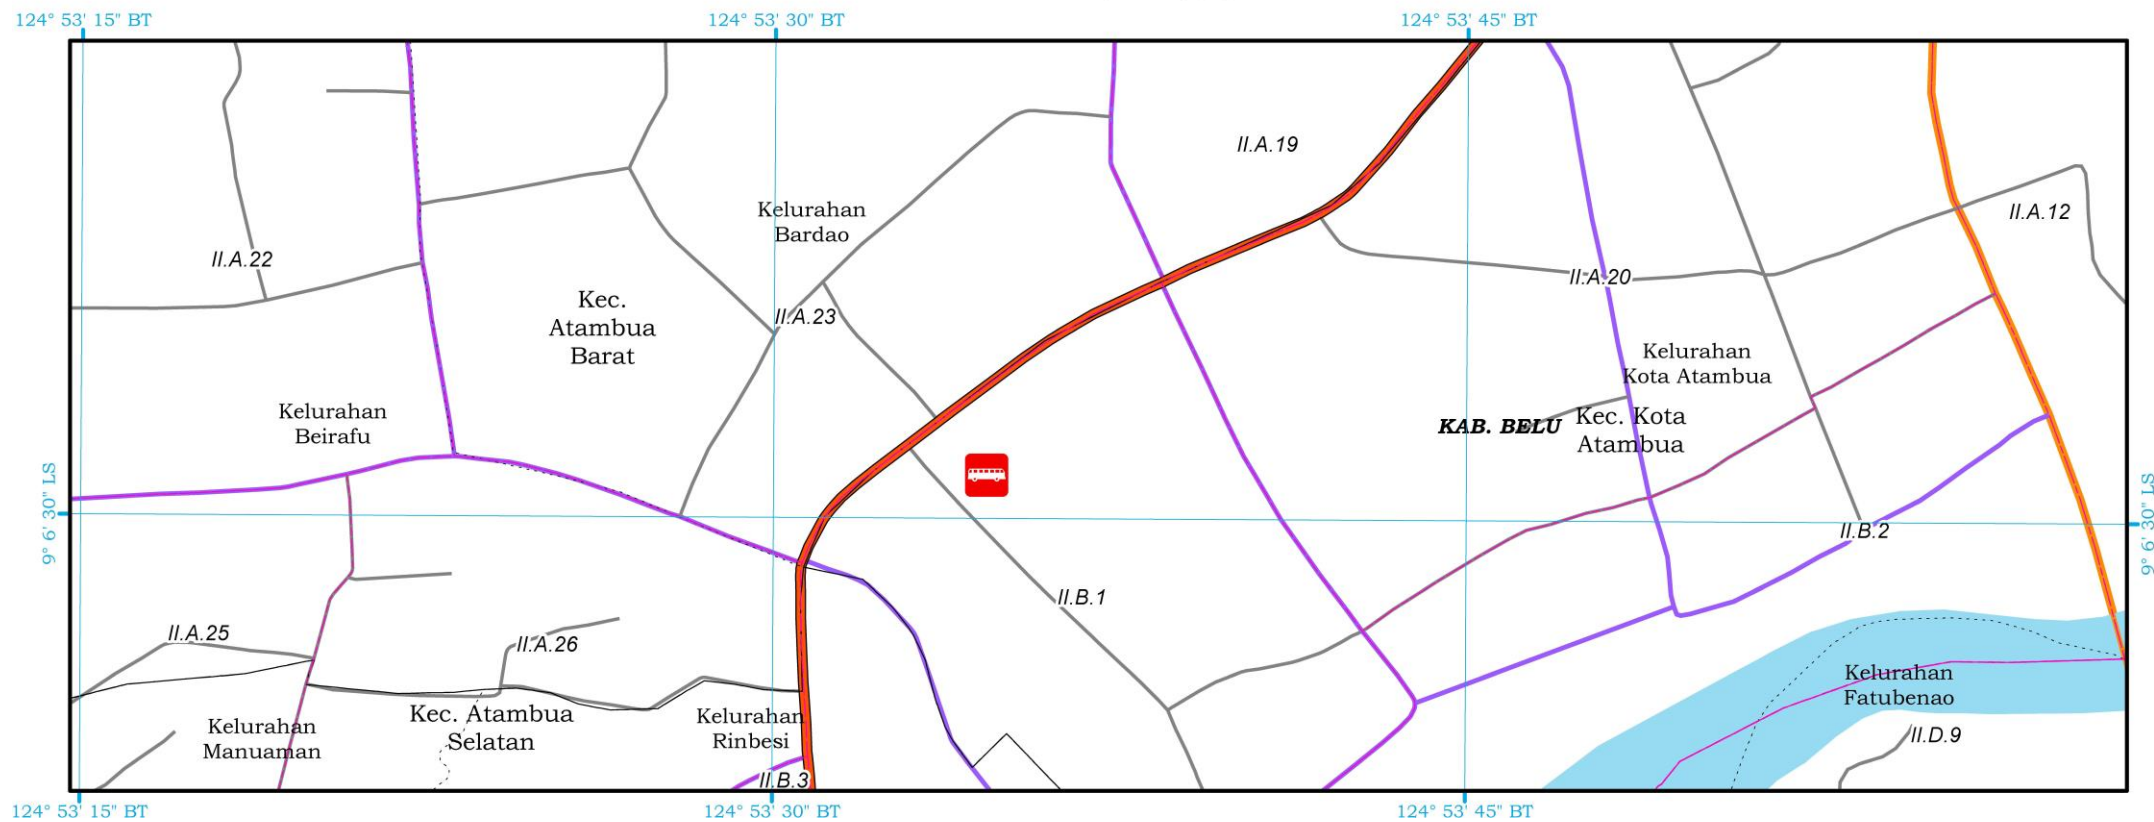 124° 53' 15" BT
124° 53' 30" BT
124° 53' 45" BT
II.A.19
Kelurahan
Bardao
II.A.12
II.A.22
II.A.20
Kec.
Atambua
Barat
II.A.23
Kelurahan
Kota Atambua
Kelurahan
Beirafu
KAB. BELU
Kec. Kota
Atambua
9° 6' 30" LS
9° 6' 30" LS
II.B.2
II.B.1
II.A.25
II.A.26
Kelurahan
Fatubenao
Kelurahan
Manuaman
Kec. Atambua
Selatan
Kelurahan
Rinbesi
II.D.9
II.B.3
124° 53' 15" BT
124° 53' 30" BT
124° 53' 45" BT